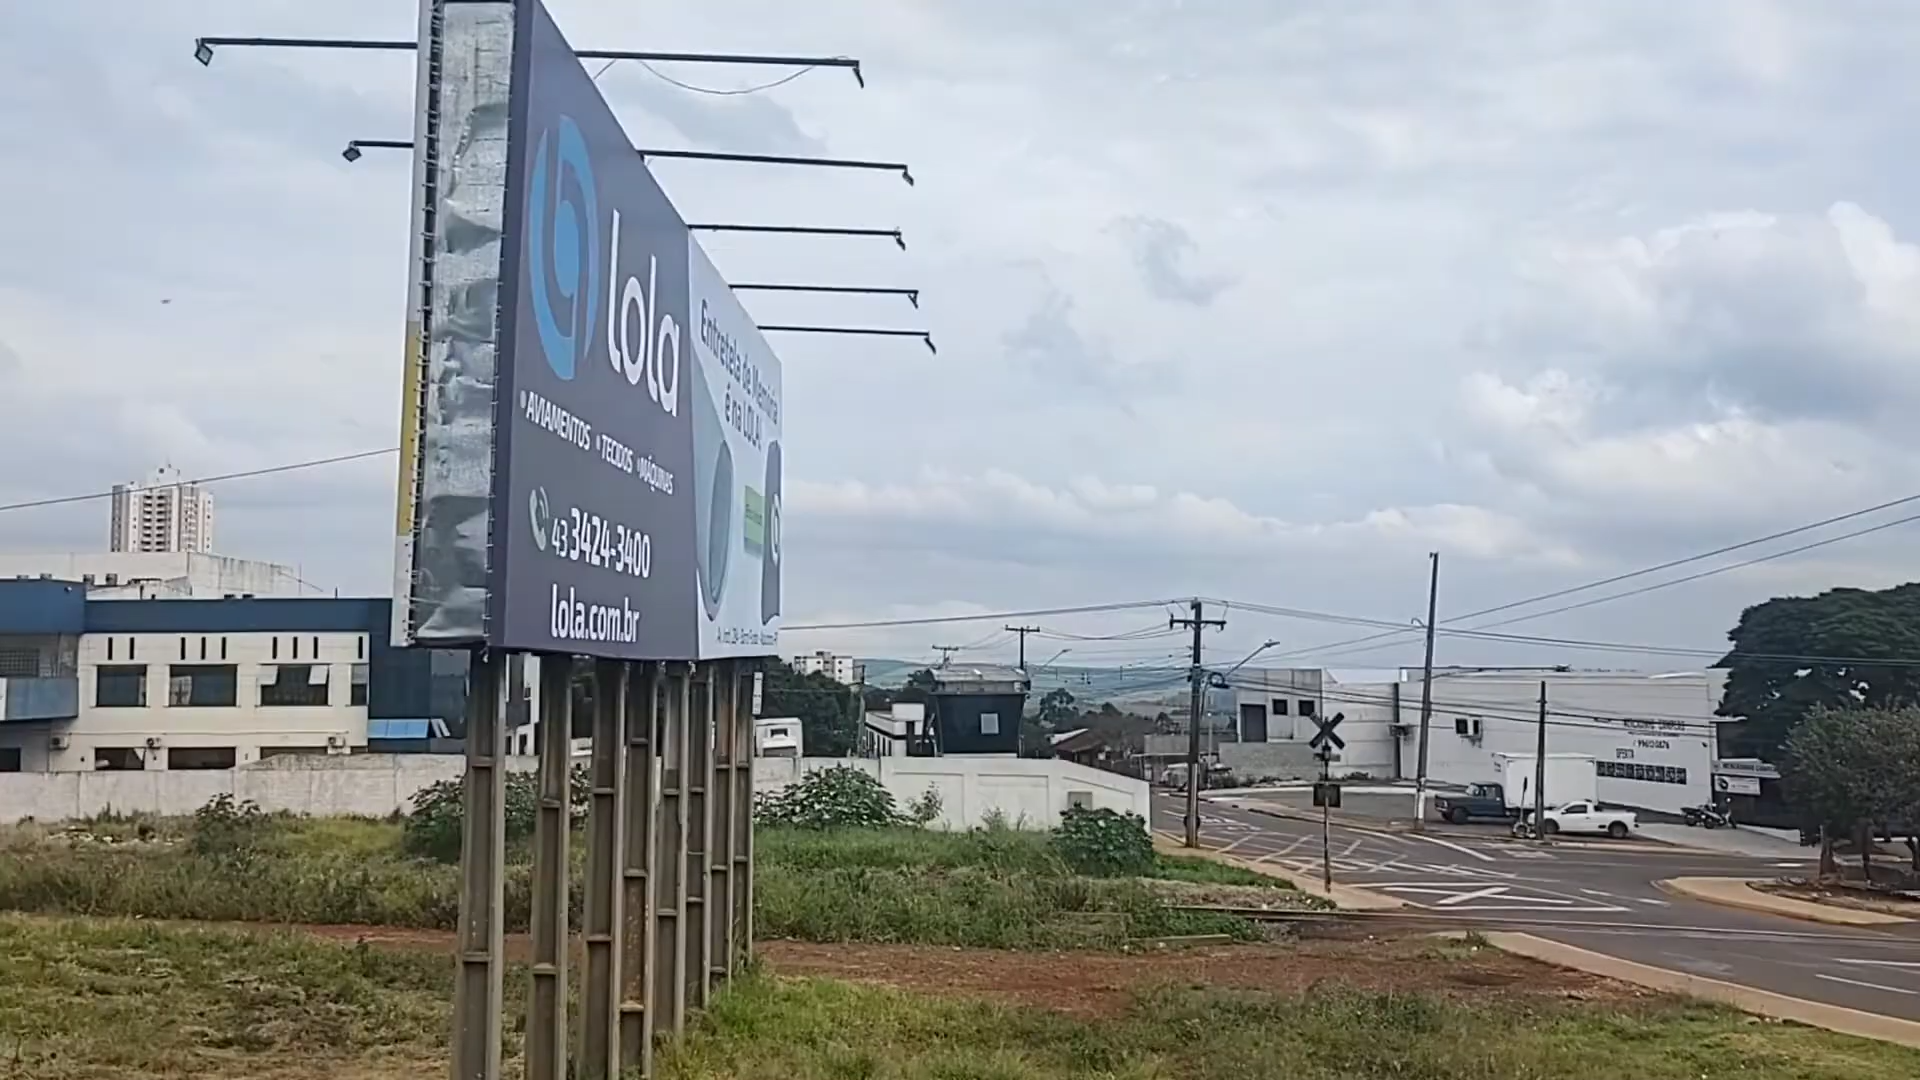 lola
AVIAMENTOS • TECIDOS • MÁQUINAS
43 3424-3400
lola.com.br
Entretela de Memória
é na LOLA!